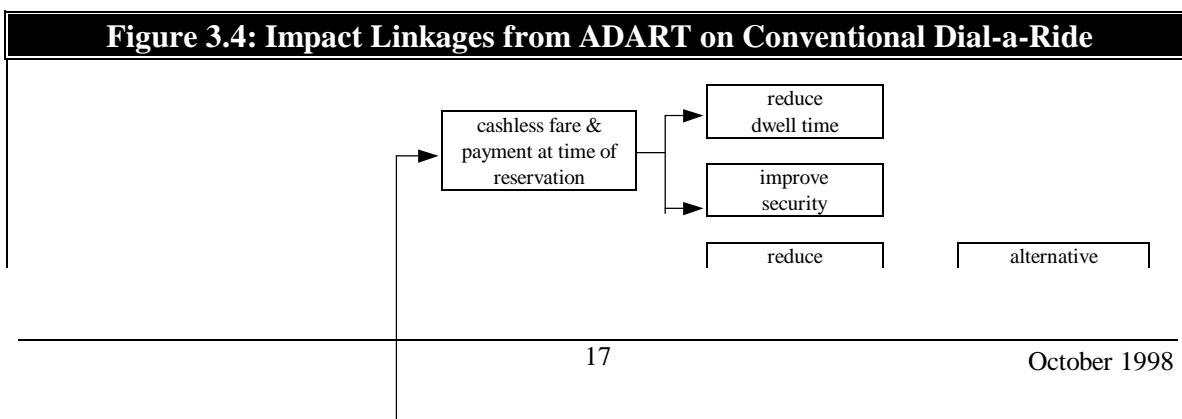 Figure 3.4: Impact Linkages from ADART on Conventional Dial-a-Ride
cashless fare &
payment at time of
reservation
reduce
dwell time
improve
security
reduce
alternative
17
October 1998